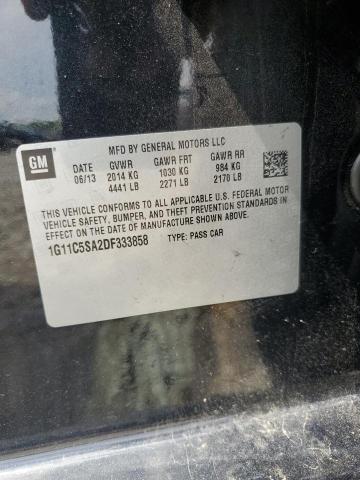 MFD BY GENERAL MOTORS LLC
GM
DATE GVWR GAWR FRT GAWR RR
06/13 2014 KG 1030 KG 984 KG
4441 LB 2271 LB 2170 LB
THIS VEHICLE CONFORMS TO ALL APPLICABLE U.S. FEDERAL MOTOR
VEHICLE SAFETY, BUMPER, AND THEFT PREVENTION STANDARDS IN
EFFECT ON THE DATE OF MANUFACTURE SHOWN ABOVE.
1G11C5SA2DF333858 TYPE: PASS CAR